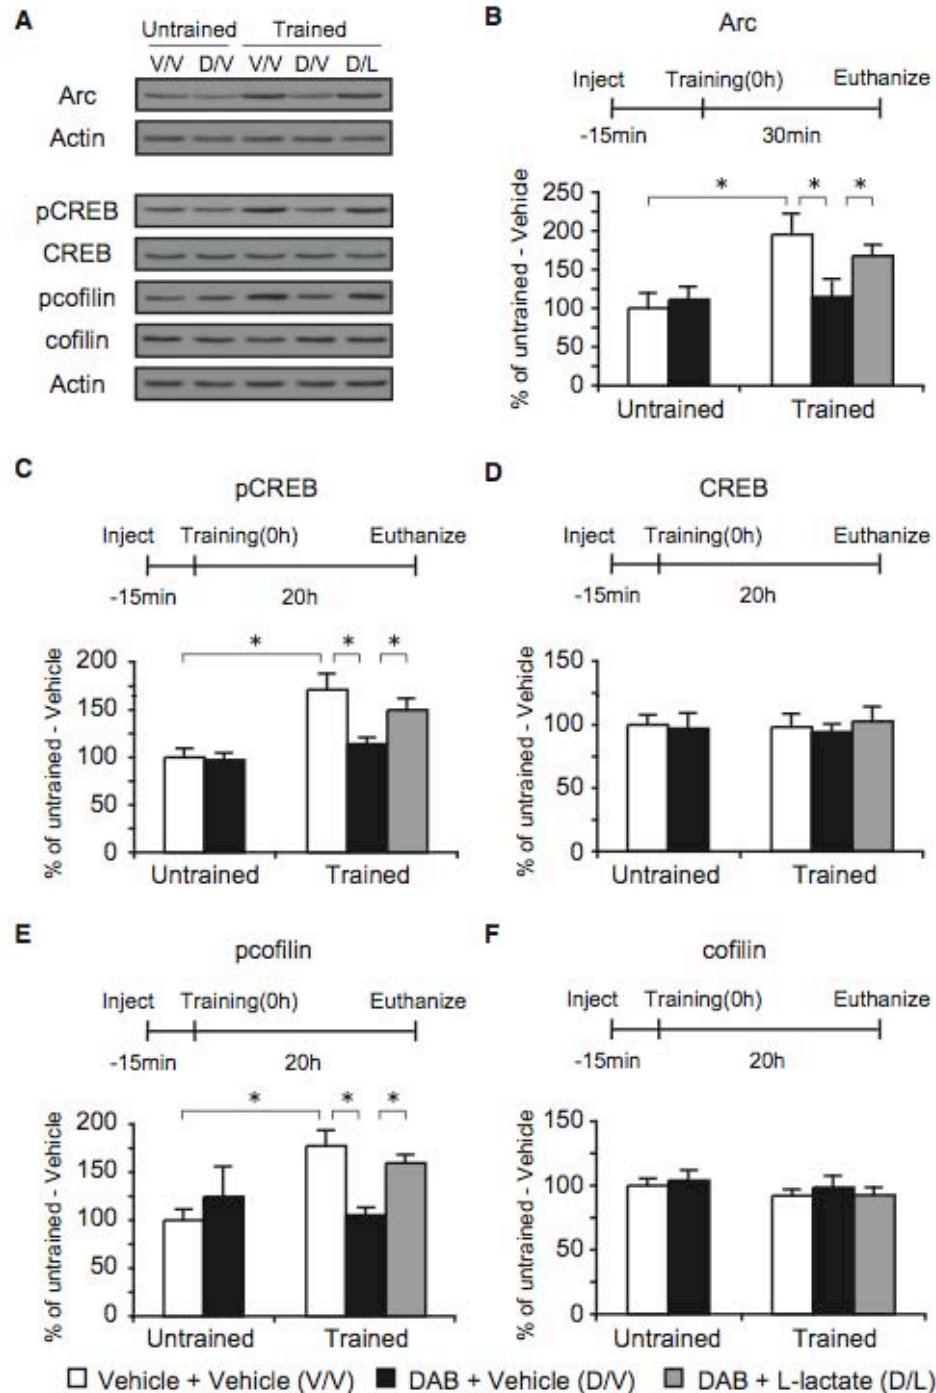 A
Untrained Trained
V/V D/V V/V D/V D/L
Arc
Actin
pCREB
CREB
pcofilin
cofilin
Actin
B
Arc
Inject Training(0h) Euthanize
-15min 30min
% of untrained - Vehicle
250
200
150
100
50
0
* * *
Untrained Trained
C
pCREB
Inject Training(0h) Euthanize
-15min 20h
% of untrained - Vehicle
200
150
100
50
0
* * *
Untrained Trained
D
CREB
Inject Training(0h) Euthanize
-15min 20h
% of untrained - Vehicle
150
100
50
0
Untrained Trained
E
pcofilin
Inject Training(0h) Euthanize
-15min 20h
% of untrained - Vehicle
200
150
100
50
0
* * *
Untrained Trained
F
cofilin
Inject Training(0h) Euthanize
-15min 20h
% of untrained - Vehicle
150
100
50
0
Untrained Trained
Vehicle + Vehicle (V/V) DAB + Vehicle (D/V) DAB + L-lactate (D/L)